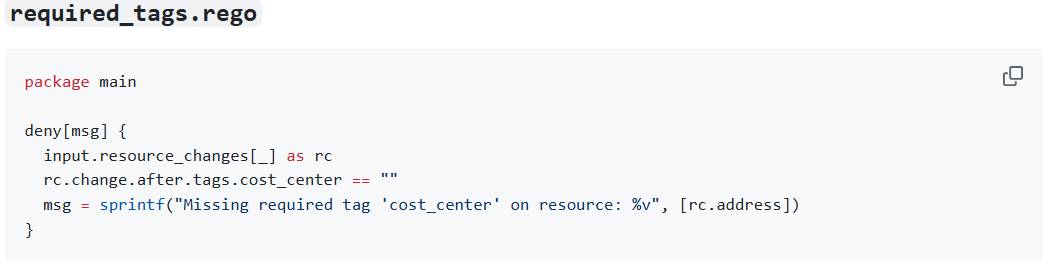 required_tags.rego
package main
deny[msg] {
  input.resource_changes[_] as rc
  rc.change.after.tags.cost_center == ""
  msg = sprintf("Missing required tag 'cost_center' on resource: %v", [rc.address])
}